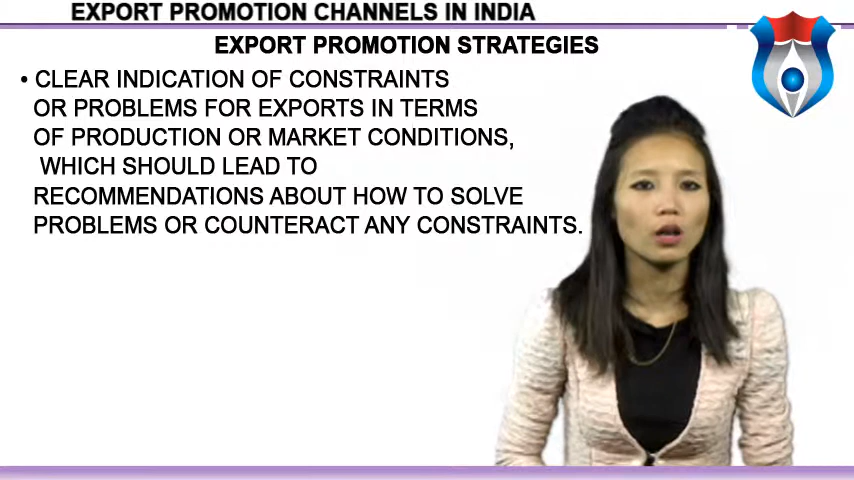 EXPORT PROMOTION CHANNELS IN INDIA
EXPORT PROMOTION STRATEGIES
• CLEAR INDICATION OF CONSTRAINTS
OR PROBLEMS FOR EXPORTS IN TERMS
OF PRODUCTION OR MARKET CONDITIONS,
WHICH SHOULD LEAD TO
RECOMMENDATIONS ABOUT HOW TO SOLVE
PROBLEMS OR COUNTERACT ANY CONSTRAINTS.